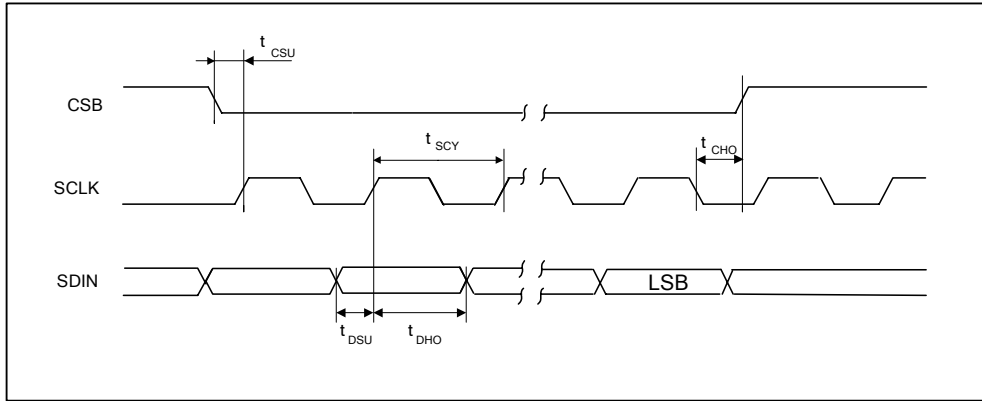 t CSU
CSB
t SCY
t CHO
SCLK
SDIN
LSB
t DSU
t DHO